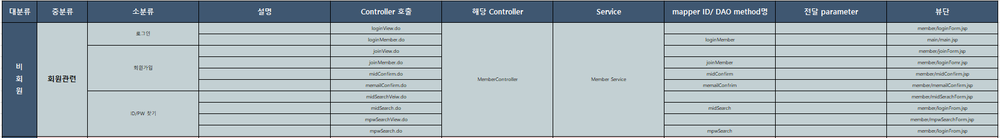 대분류 중분류 소분류 설명 Controller 호출 해당 Controller Service mapper ID/ DAO method명 전달 parameter 뷰단
비회원 회원관련 로그인 loginView.do MemberController Member Service member/loginForm.jsp
loginMember.do loginMember main/main.jsp
회원가입 joinView.do member/joinForm.jsp
joinMember.do joinMember member/loginFomr.jsp
midConfirm.do midConfirm member/midConfirm.jsp
memailConfirm.do memailConfrim member/memailConfirm.jsp
ID/PW 찾기 midSearchVeiw.do member/midSerachForm.jsp
midSearch.do midSearch member/loginFrom.jsp
mpwSearchView.do member/mpwSearchForm.jsp
mpwSearch.do mpwSearch member/loginFrom.jsp